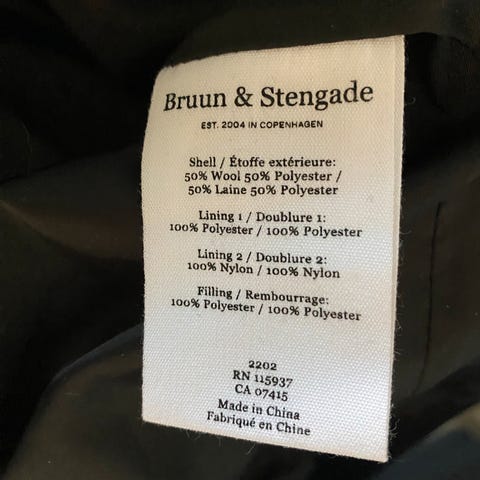 Bruun & Stengade
EST. 2004 IN COPENHAGEN
Shell / Étoffe extérieure:
50% Wool 50% Polyester /
50% Laine 50% Polyester
Lining 1 / Doublure 1:
100% Polyester / 100% Polyester
Lining 2 / Doublure 2:
100% Nylon / 100% Nylon
Filling / Rembourrage:
100% Polyester / 100% Polyester
2202
RN 115937
CA 07415
Made in China
Fabriqué en Chine